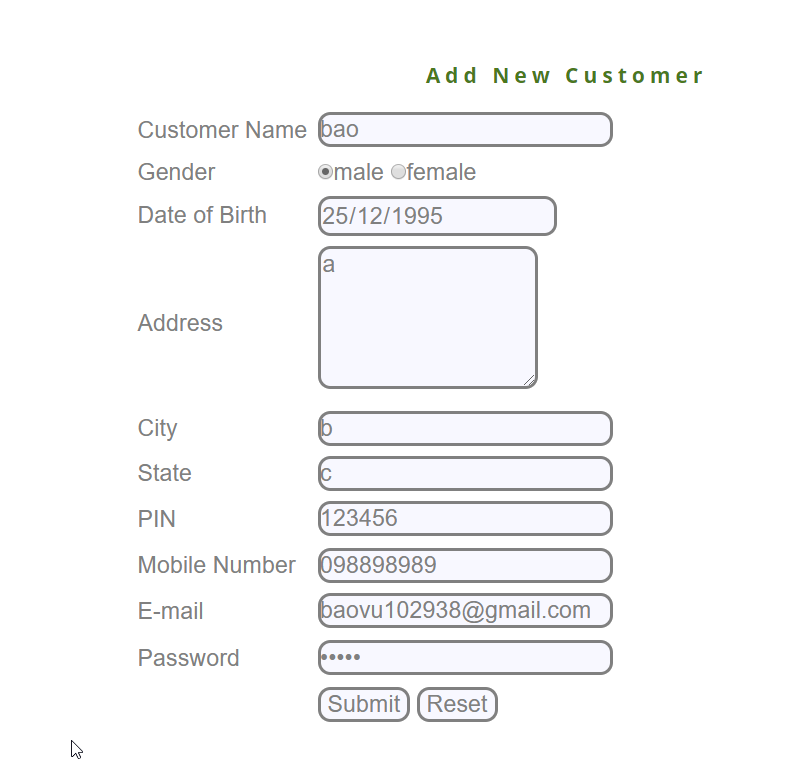 Add New Customer
Customer Name bao
Gender male female
Date of Birth 25/12/1995
Address a
City b
State c
PIN 123456
Mobile Number 098898989
E-mail baovu102938@gmail.com
Password •••••
Submit Reset